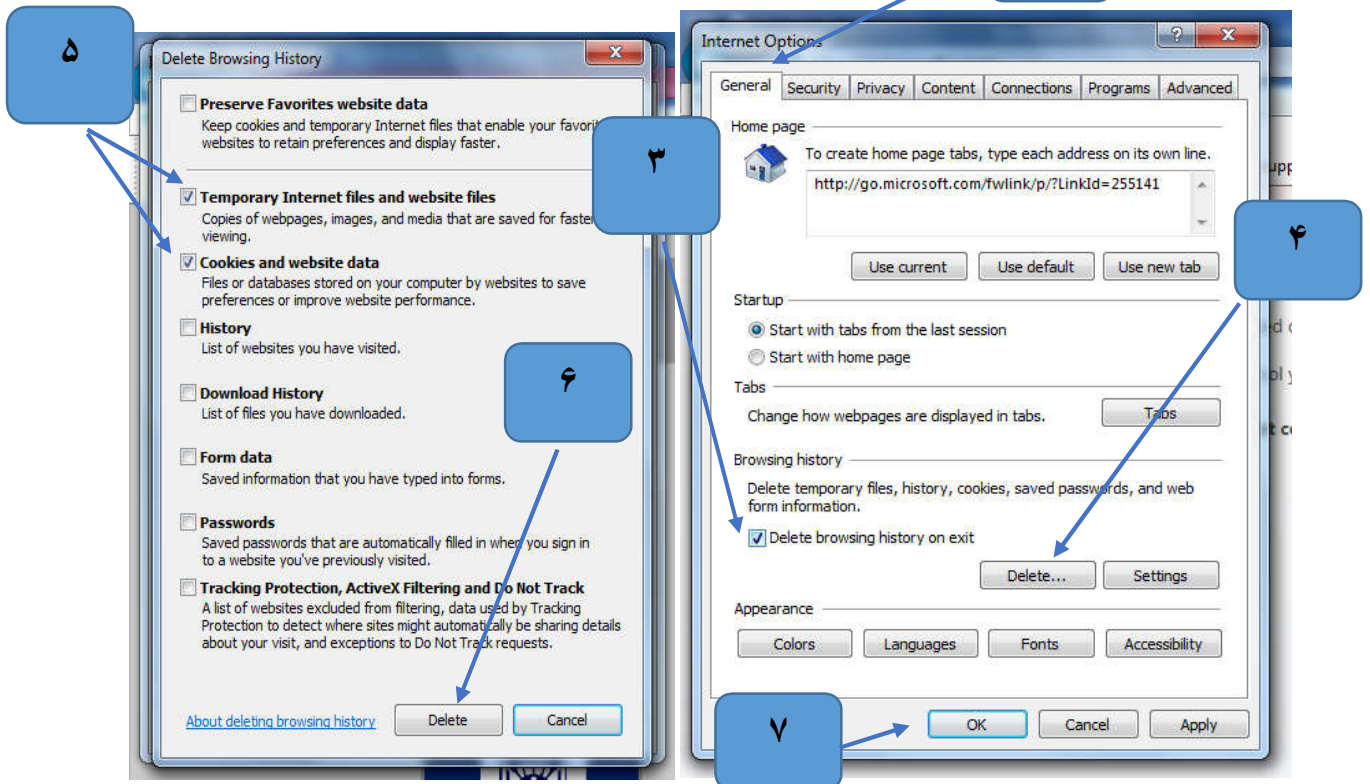 ۵
Delete Browsing History
Preserve Favorites website data
Keep cookies and temporary Internet files that enable your
websites to retain preferences and display faster.
Temporary Internet files and website files
Copies of webpages, images, and media that are saved for faster
viewing.
Cookies and website data
Files or databases stored on your computer by websites to save
preferences or improve website performance.
History
List of websites you have visited.
۶
Download History
List of files you have downloaded.
Form data
Saved information that you have typed into forms.
Passwords
Saved passwords that are automatically filled in when you sign in
to a website you've previously visited.
Tracking Protection, ActiveX Filtering and Do Not Track
A list of websites excluded from filtering, data used by Tracking
Protection to detect where sites might automatically be sharing details
about your visit, and exceptions to Do Not Track requests.
About deleting browsing history
Delete
Cancel
Internet Options
General Security Privacy Content Connections Programs Advanced
۳
Home page
To create home page tabs, type each address on its own line.
http://go.microsoft.com/fwlink/p/?LinkId=255141
۴
Use current Use default Use new tab
Startup
Start with tabs from the last session
Start with home page
Tabs
Change how webpages are displayed in tabs.
Tabs
Browsing history
Delete temporary files, history, cookies, saved passwords, and web
form information.
Delete browsing history on exit
Delete... Settings
Appearance
Colors Languages Fonts Accessibility
۷
OK Cancel Apply